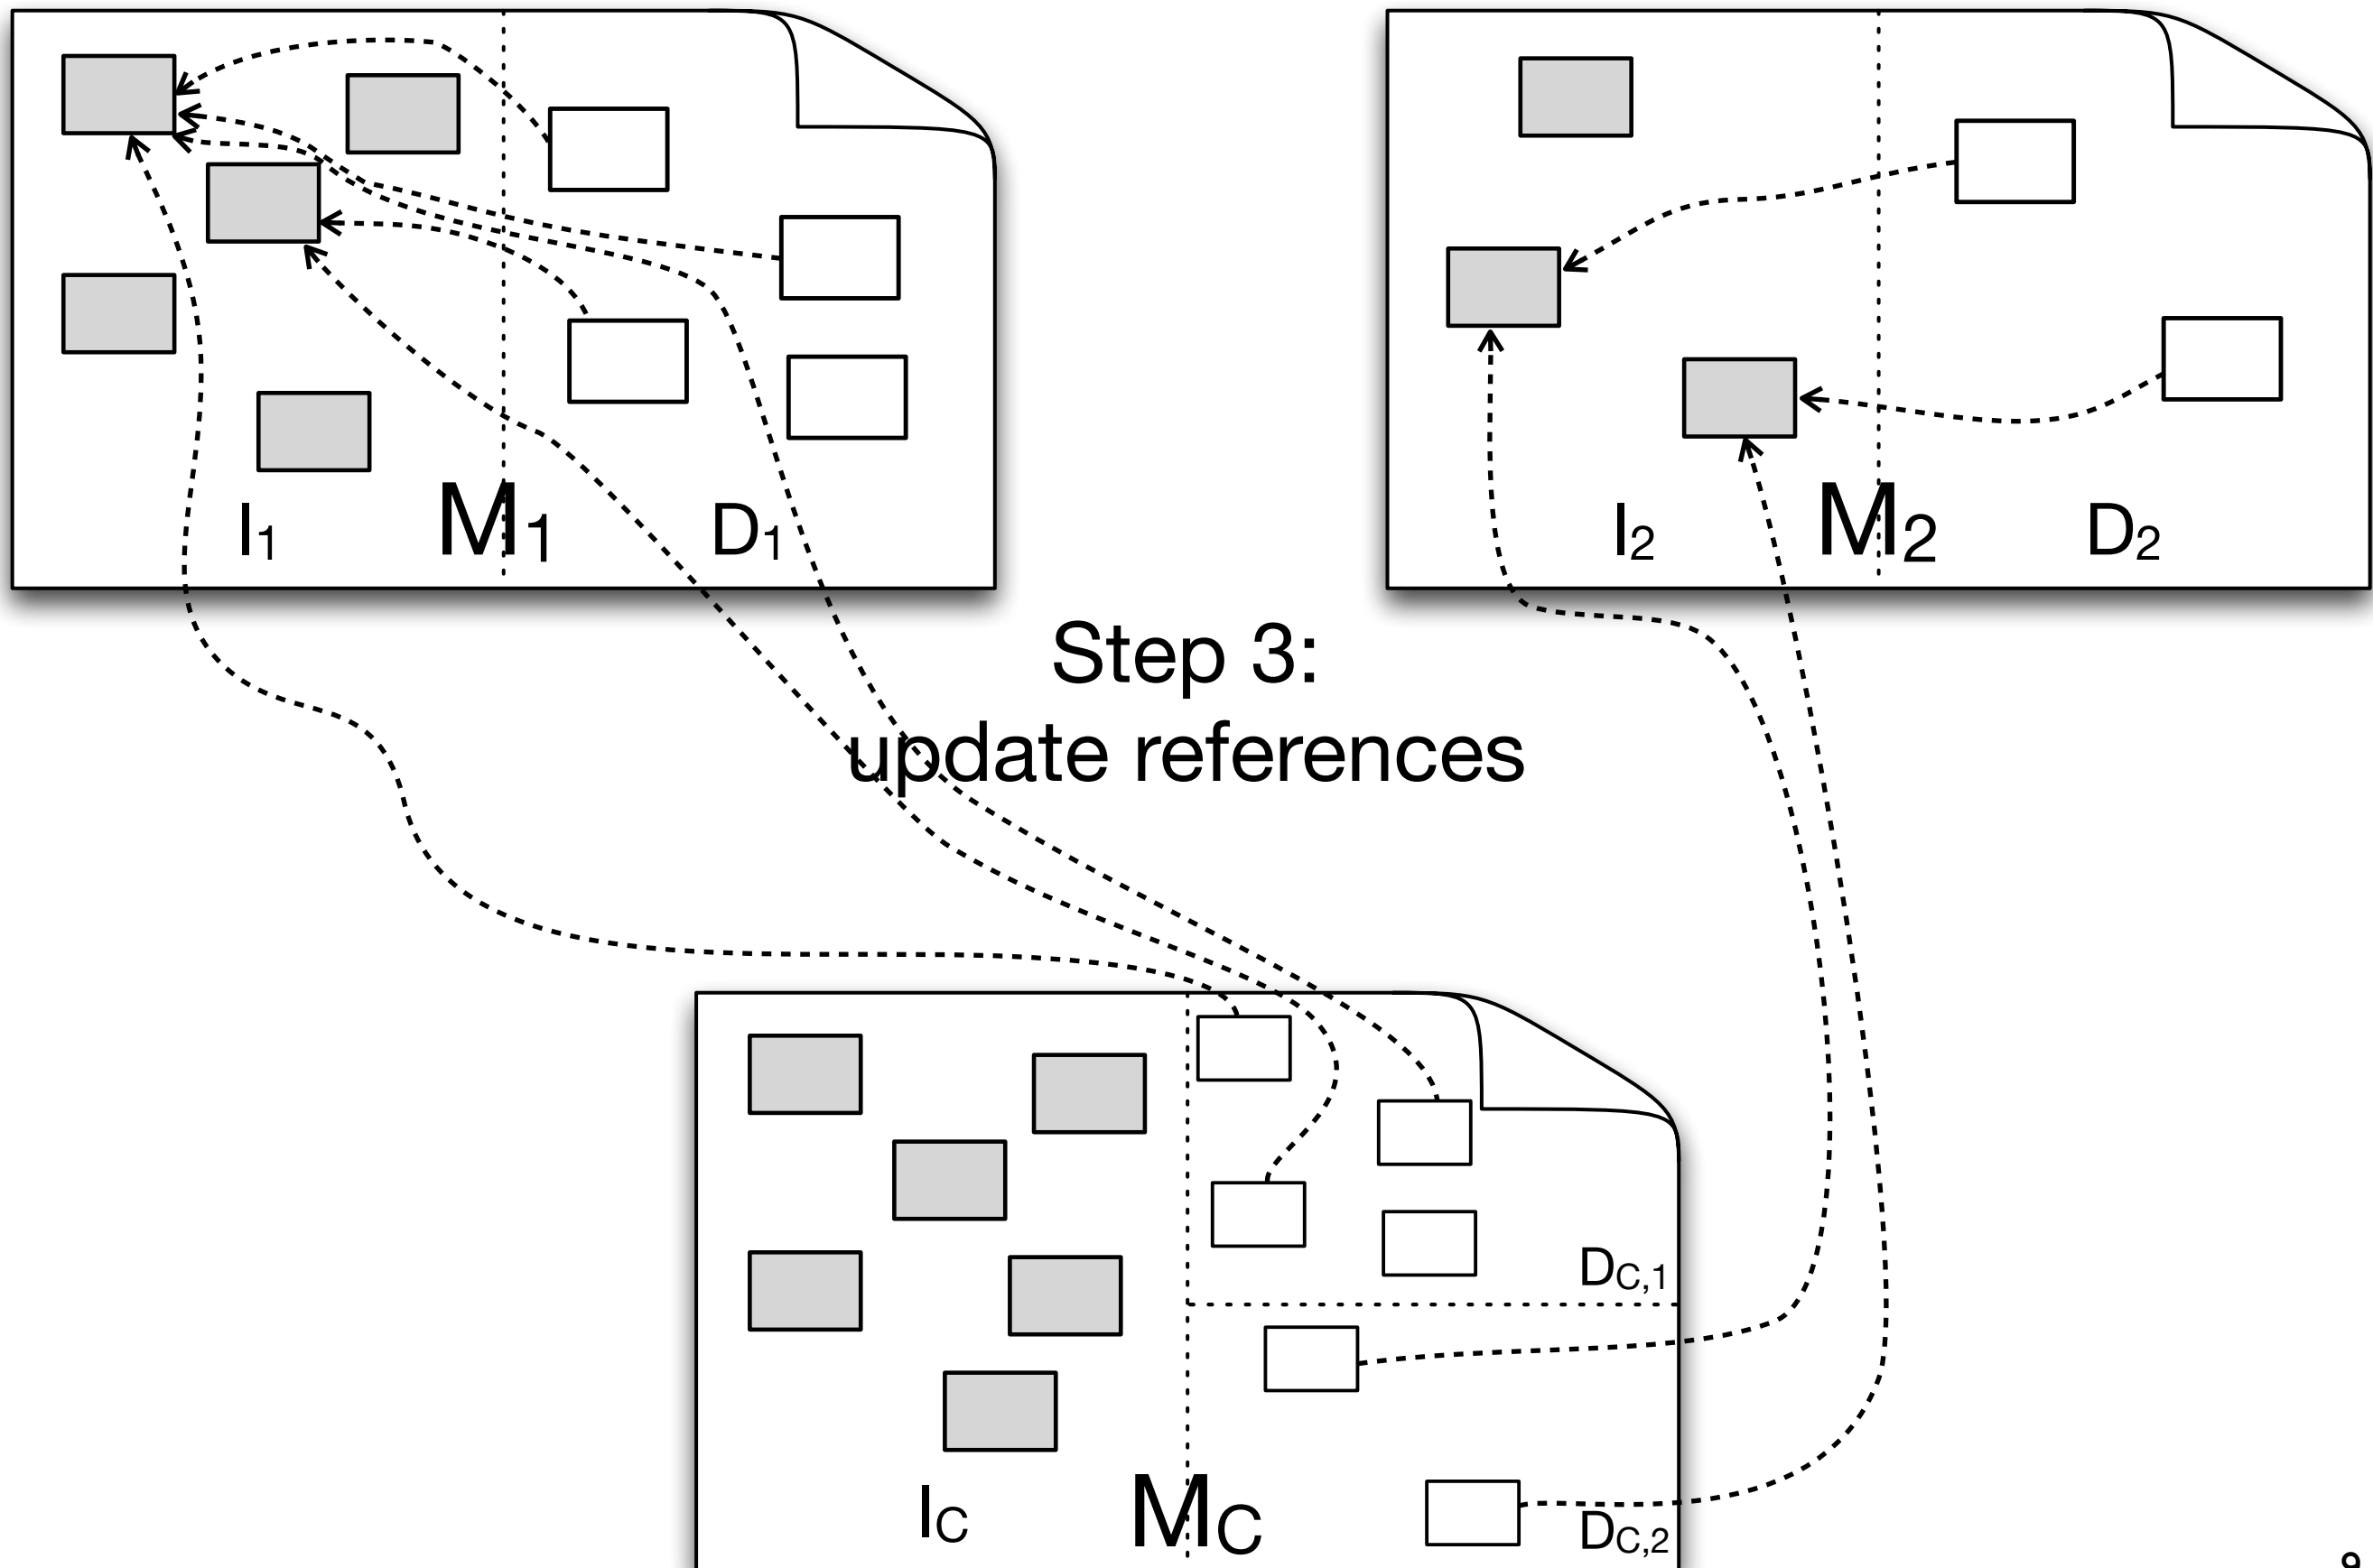 I1 M1 D1
I2 M2 D2
Step 3:
update references
DC,1
IC MC DC,2